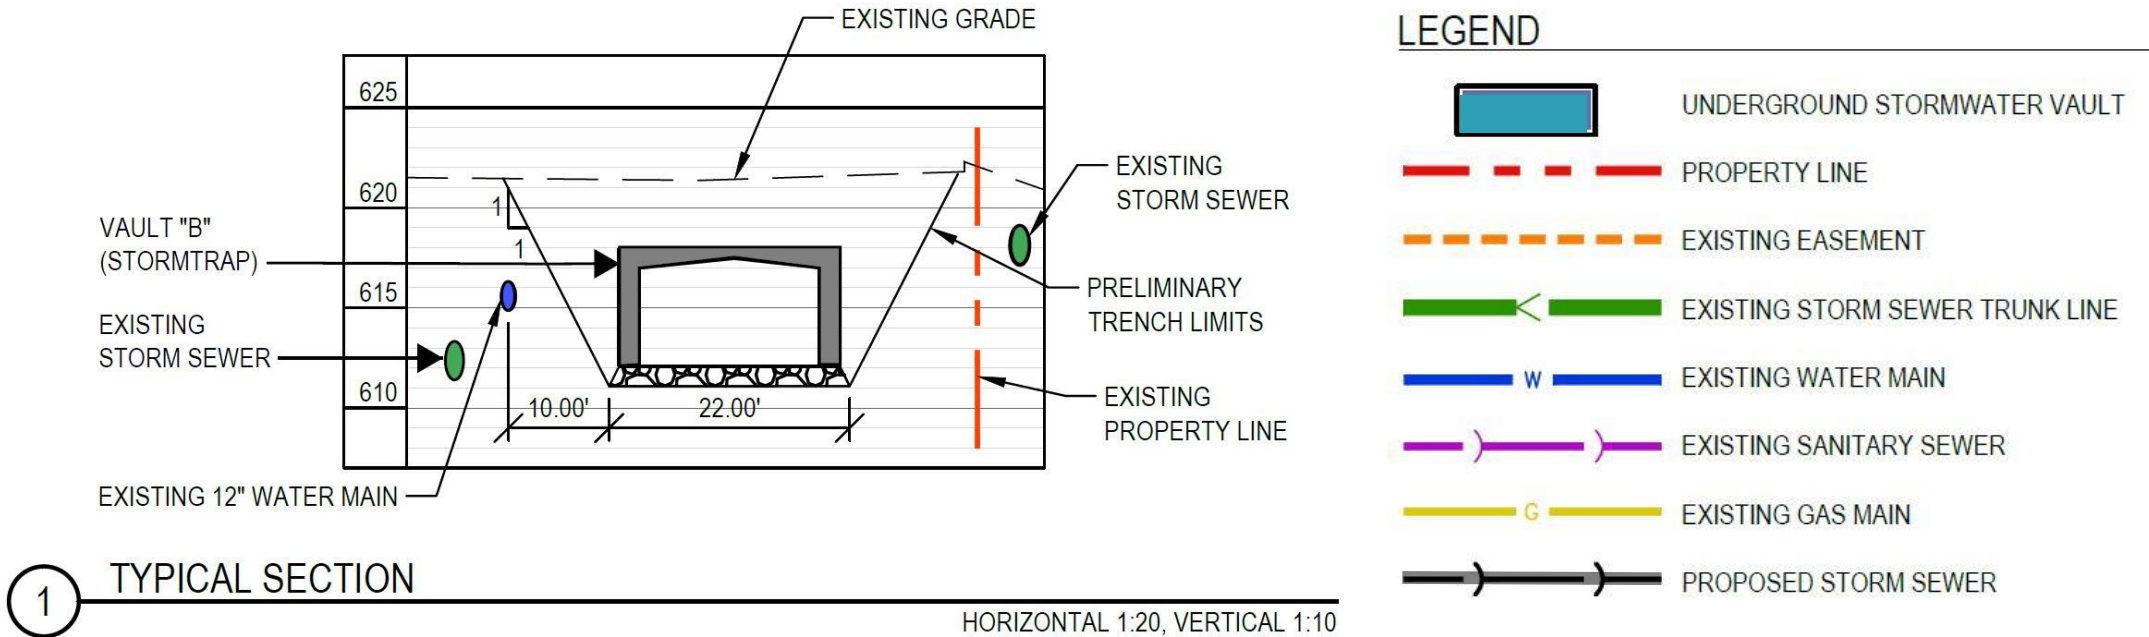 EXISTING GRADE
625
620
615
610
1
1
VAULT "B"
(STORMTRAP)
EXISTING
STORM SEWER
EXISTING 12" WATER MAIN
10.00'
22.00'
EXISTING
STORM SEWER
PRELIMINARY
TRENCH LIMITS
EXISTING
PROPERTY LINE
1
TYPICAL SECTION
HORIZONTAL 1:20, VERTICAL 1:10
LEGEND
UNDERGROUND STORMWATER VAULT
PROPERTY LINE
EXISTING EASEMENT
EXISTING STORM SEWER TRUNK LINE
W EXISTING WATER MAIN
EXISTING SANITARY SEWER
G EXISTING GAS MAIN
PROPOSED STORM SEWER